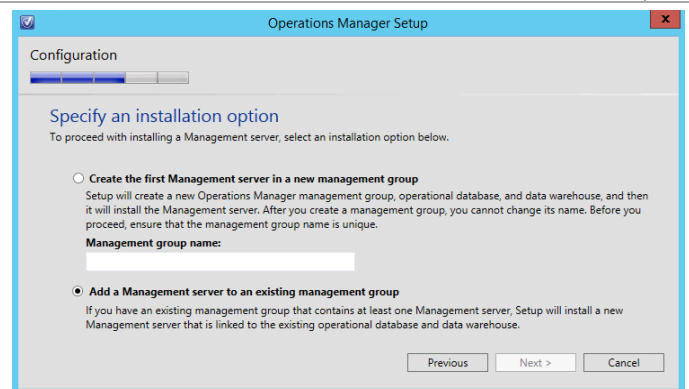 Operations Manager Setup
x
Configuration
Specify an installation option
To proceed with installing a Management server, select an installation option below.
Create the first Management server in a new management group
Setup will create a new Operations Manager management group, operational database, and data warehouse, and then
it will install the Management server. After you create a management group, you cannot change its name. Before you
proceed, ensure that the management group name is unique.
Management group name:
Add a Management server to an existing management group
If you have an existing management group that contains at least one Management server, Setup will install a new
Management server that is linked to the existing operational database and data warehouse.
Previous Next > Cancel